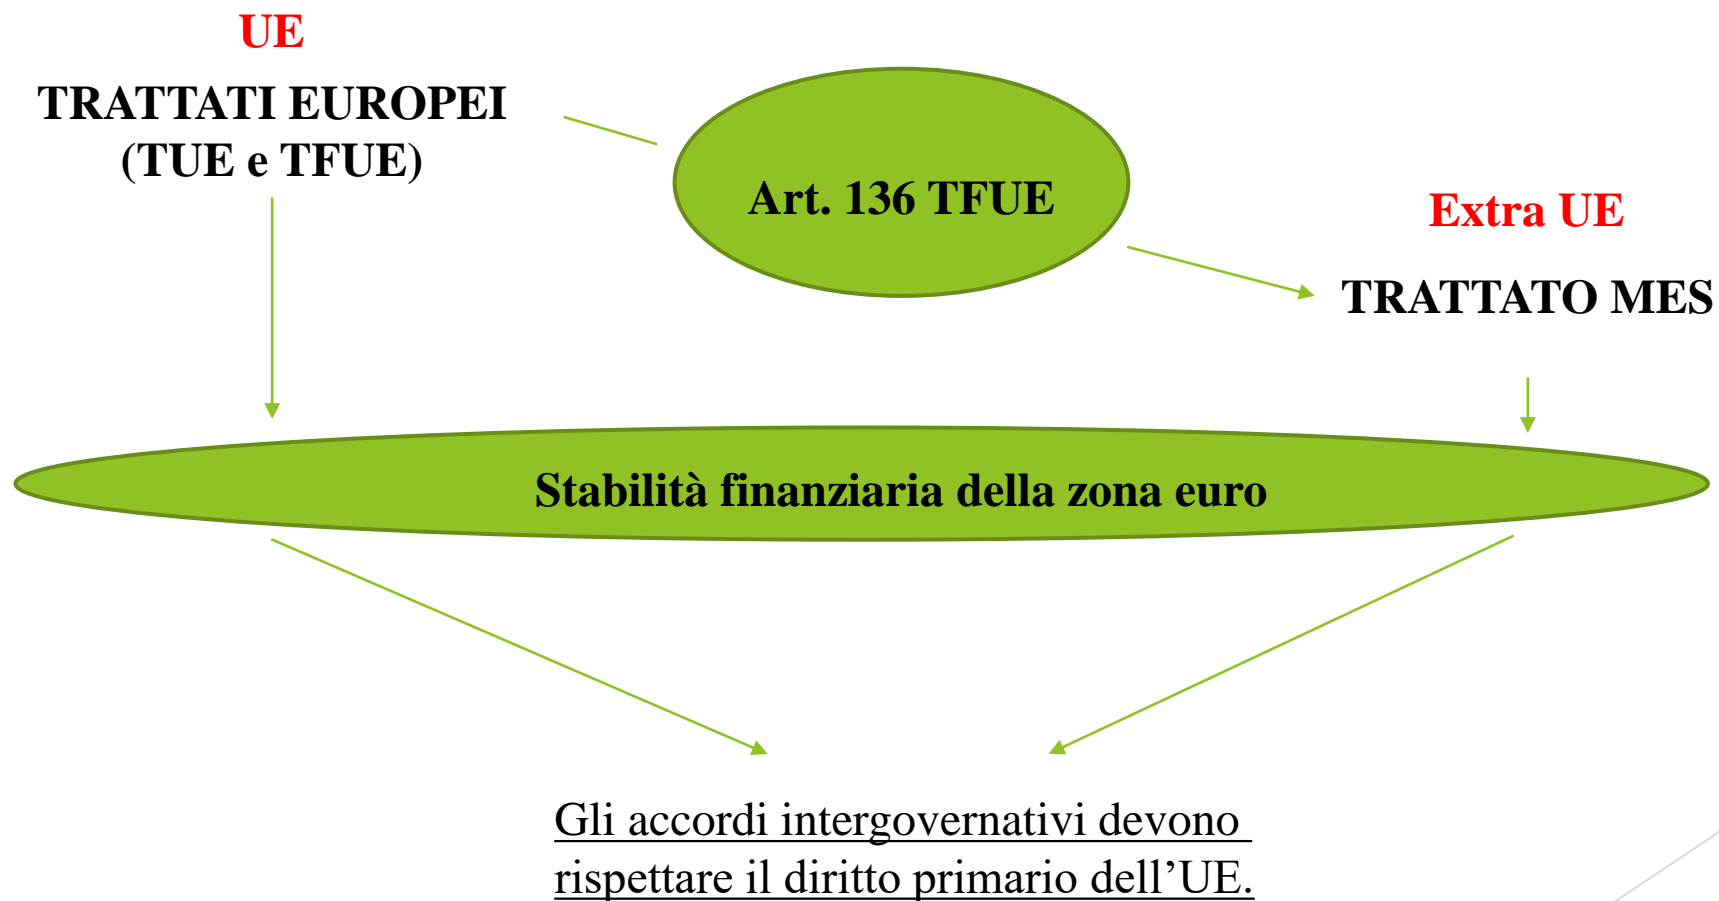 UE
TRATTATI EUROPEI
(TUE e TFUE)
Art. 136 TFUE
Extra UE
TRATTATO MES
Stabilità finanziaria della zona euro
Gli accordi intergovernativi devono
rispettare il diritto primario dell’UE.